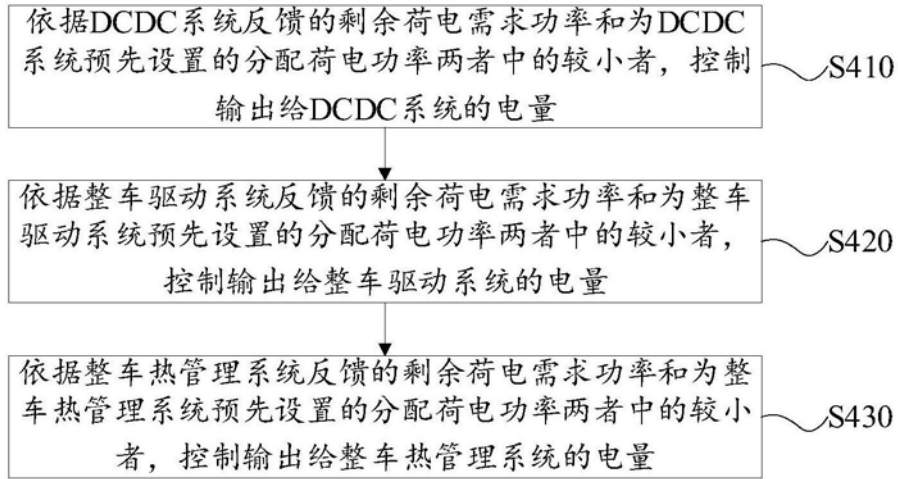 依据DCDC系统反馈的剩余荷电需求功率和为DCDC
系统预先设置的分配荷电功率两者中的较小者，控制
输出给DCDC系统的电量
S410
依据整车驱动系统反馈的剩余荷电需求功率和为整车
驱动系统预先设置的分配荷电功率两者中的较小者，
控制输出给整车驱动系统的电量
S420
依据整车热管理系统反馈的剩余荷电需求功率和为整
车热管理系统预先设置的分配荷电功率两者中的较小
者，控制输出给整车热管理系统的电量
S430